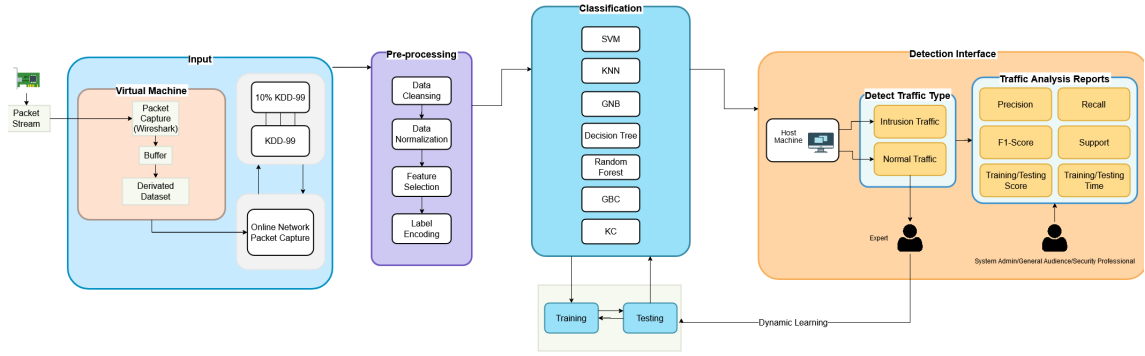 Packet
Stream
Input
Virtual Machine
Packet
Capture
(Wireshark)
Buffer
Derivated
Dataset
10% KDD-99
KDD-99
Online Network
Packet Capture
Pre-processing
Data
Cleansing
Data
Normalization
Feature
Selection
Label
Encoding
Classification
SVM
KNN
GNB
Decision Tree
Random
Forest
GBC
KC
Training
Testing
Dynamic Learning
Detection Interface
Host
Machine
Detect Traffic Type
Intrusion Traffic
Normal Traffic
Expert
Traffic Analysis Reports
Precision
Recall
F1-Score
Support
Training/Testing
Score
Training/Testing
Time
System Admin/General Audience/Security Professional